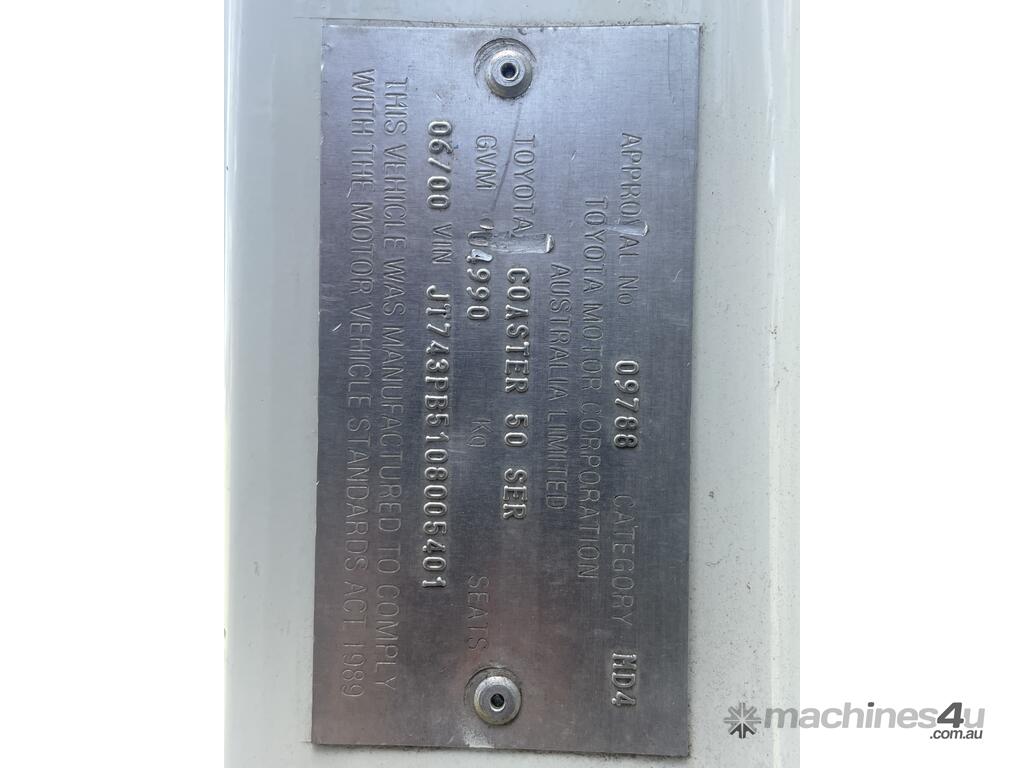 APPROVAL No 09788 CATEGORY MD4
TOYOTA MOTOR CORPORATION
AUSTRALIA LIMITED
TOYOTA COASTER 50 SER
GVM 04990 Kg SEATS
06/00 VIN JT743PB5108005401
THIS VEHICLE WAS MANUFACTURED TO COMPLY
WITH THE MOTOR VEHICLE STANDARDS ACT 1989
machines4u
.com.au